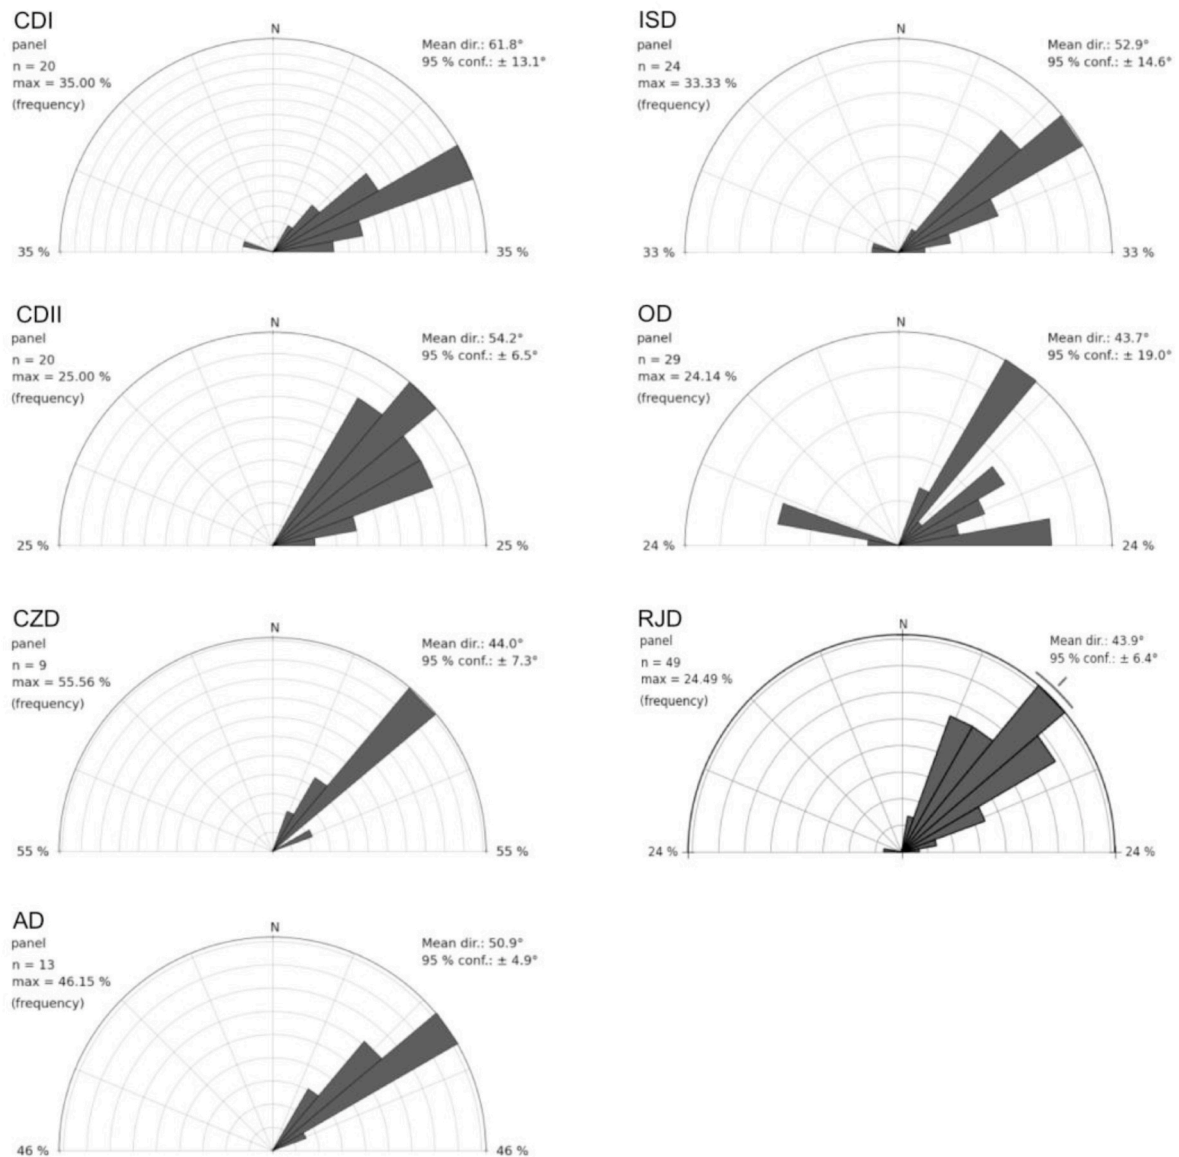 CDI
panel
n = 20
max = 35.00 %
(frequency)
N
Mean dir.: 61.8°
95 % conf.: ± 13.1°
35 %
35 %
ISD
panel
n = 24
max = 33.33 %
(frequency)
N
Mean dir.: 52.9°
95 % conf.: ± 14.6°
33 %
33 %
CDII
panel
n = 20
max = 25.00 %
(frequency)
N
Mean dir.: 54.2°
95 % conf.: ± 6.5°
25 %
25 %
OD
panel
n = 29
max = 24.14 %
(frequency)
N
Mean dir.: 43.7°
95 % conf.: ± 19.0°
24 %
24 %
CZD
panel
n = 9
max = 55.56 %
(frequency)
N
Mean dir.: 44.0°
95 % conf.: ± 7.3°
55 %
55 %
RJD
panel
n = 49
max = 24.49 %
(frequency)
N
Mean dir.: 43.9°
95 % conf.: ± 6.4°
24 %
24 %
AD
panel
n = 13
max = 46.15 %
(frequency)
N
Mean dir.: 50.9°
95 % conf.: ± 4.9°
46 %
46 %